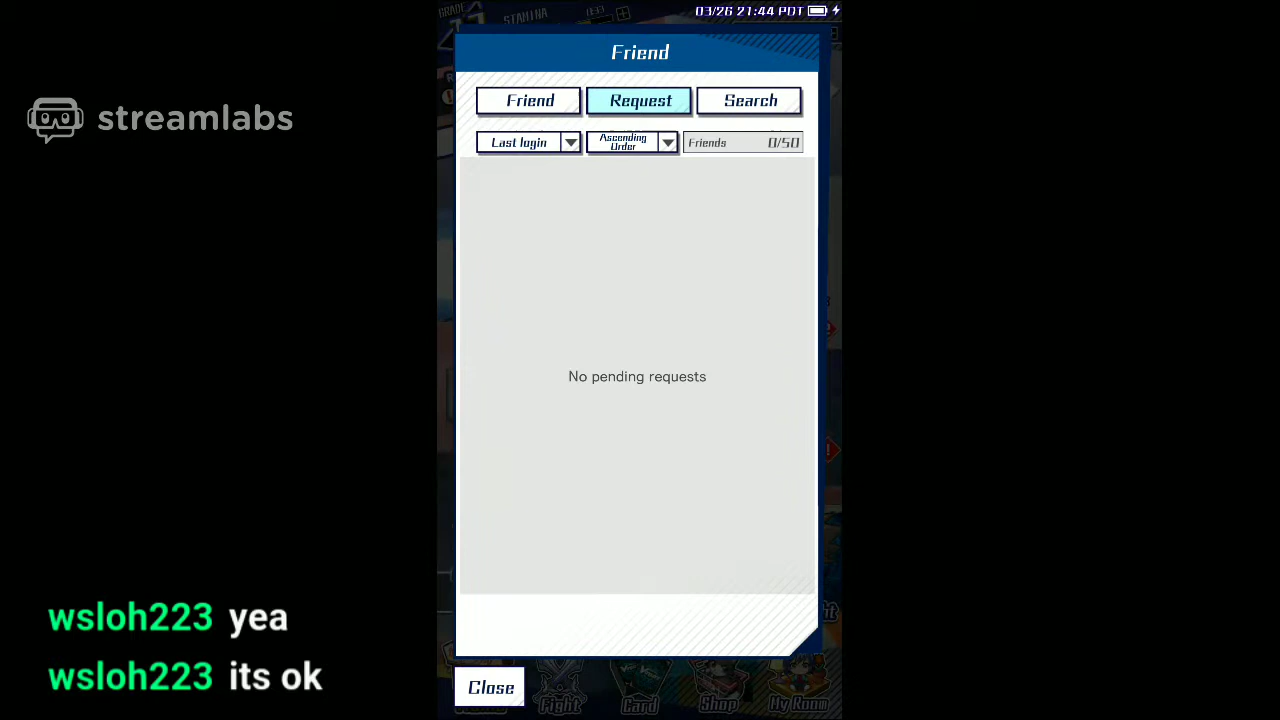 STAMINA
03/26 21:44 PDT
Friend
streamlabs
Friend
Request
Search
Last login
Ascending
Order
Friends 0/50
No pending requests
wsloh223 yea
wsloh223 its ok
Close
Fight
Card
Shop
My Room